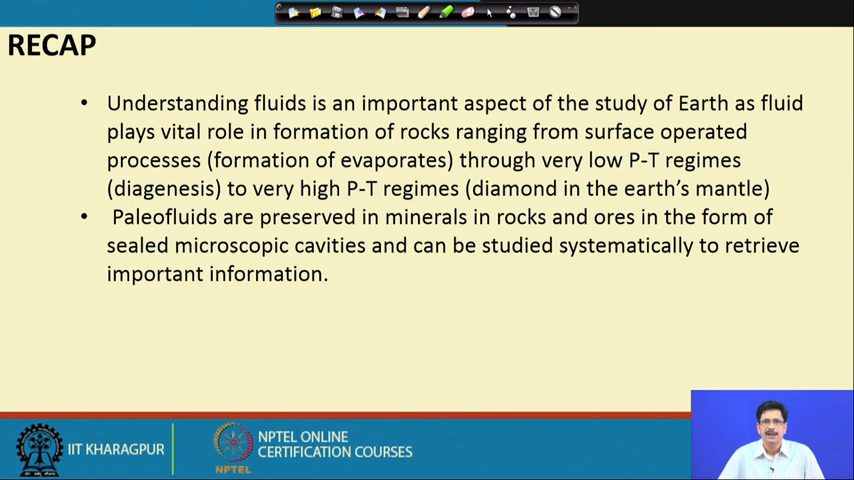 RECAP
• Understanding fluids is an important aspect of the study of Earth as fluid
plays vital role in formation of rocks ranging from surface operated
processes (formation of evaporates) through very low P-T regimes
(diagenesis) to very high P-T regimes (diamond in the earth's mantle)
• Paleofluids are preserved in minerals in rocks and ores in the form of
sealed microscopic cavities and can be studied systematically to retrieve
important information.
IIT KHARAGPUR
NPTEL
NPTEL ONLINE
CERTIFICATION COURSES